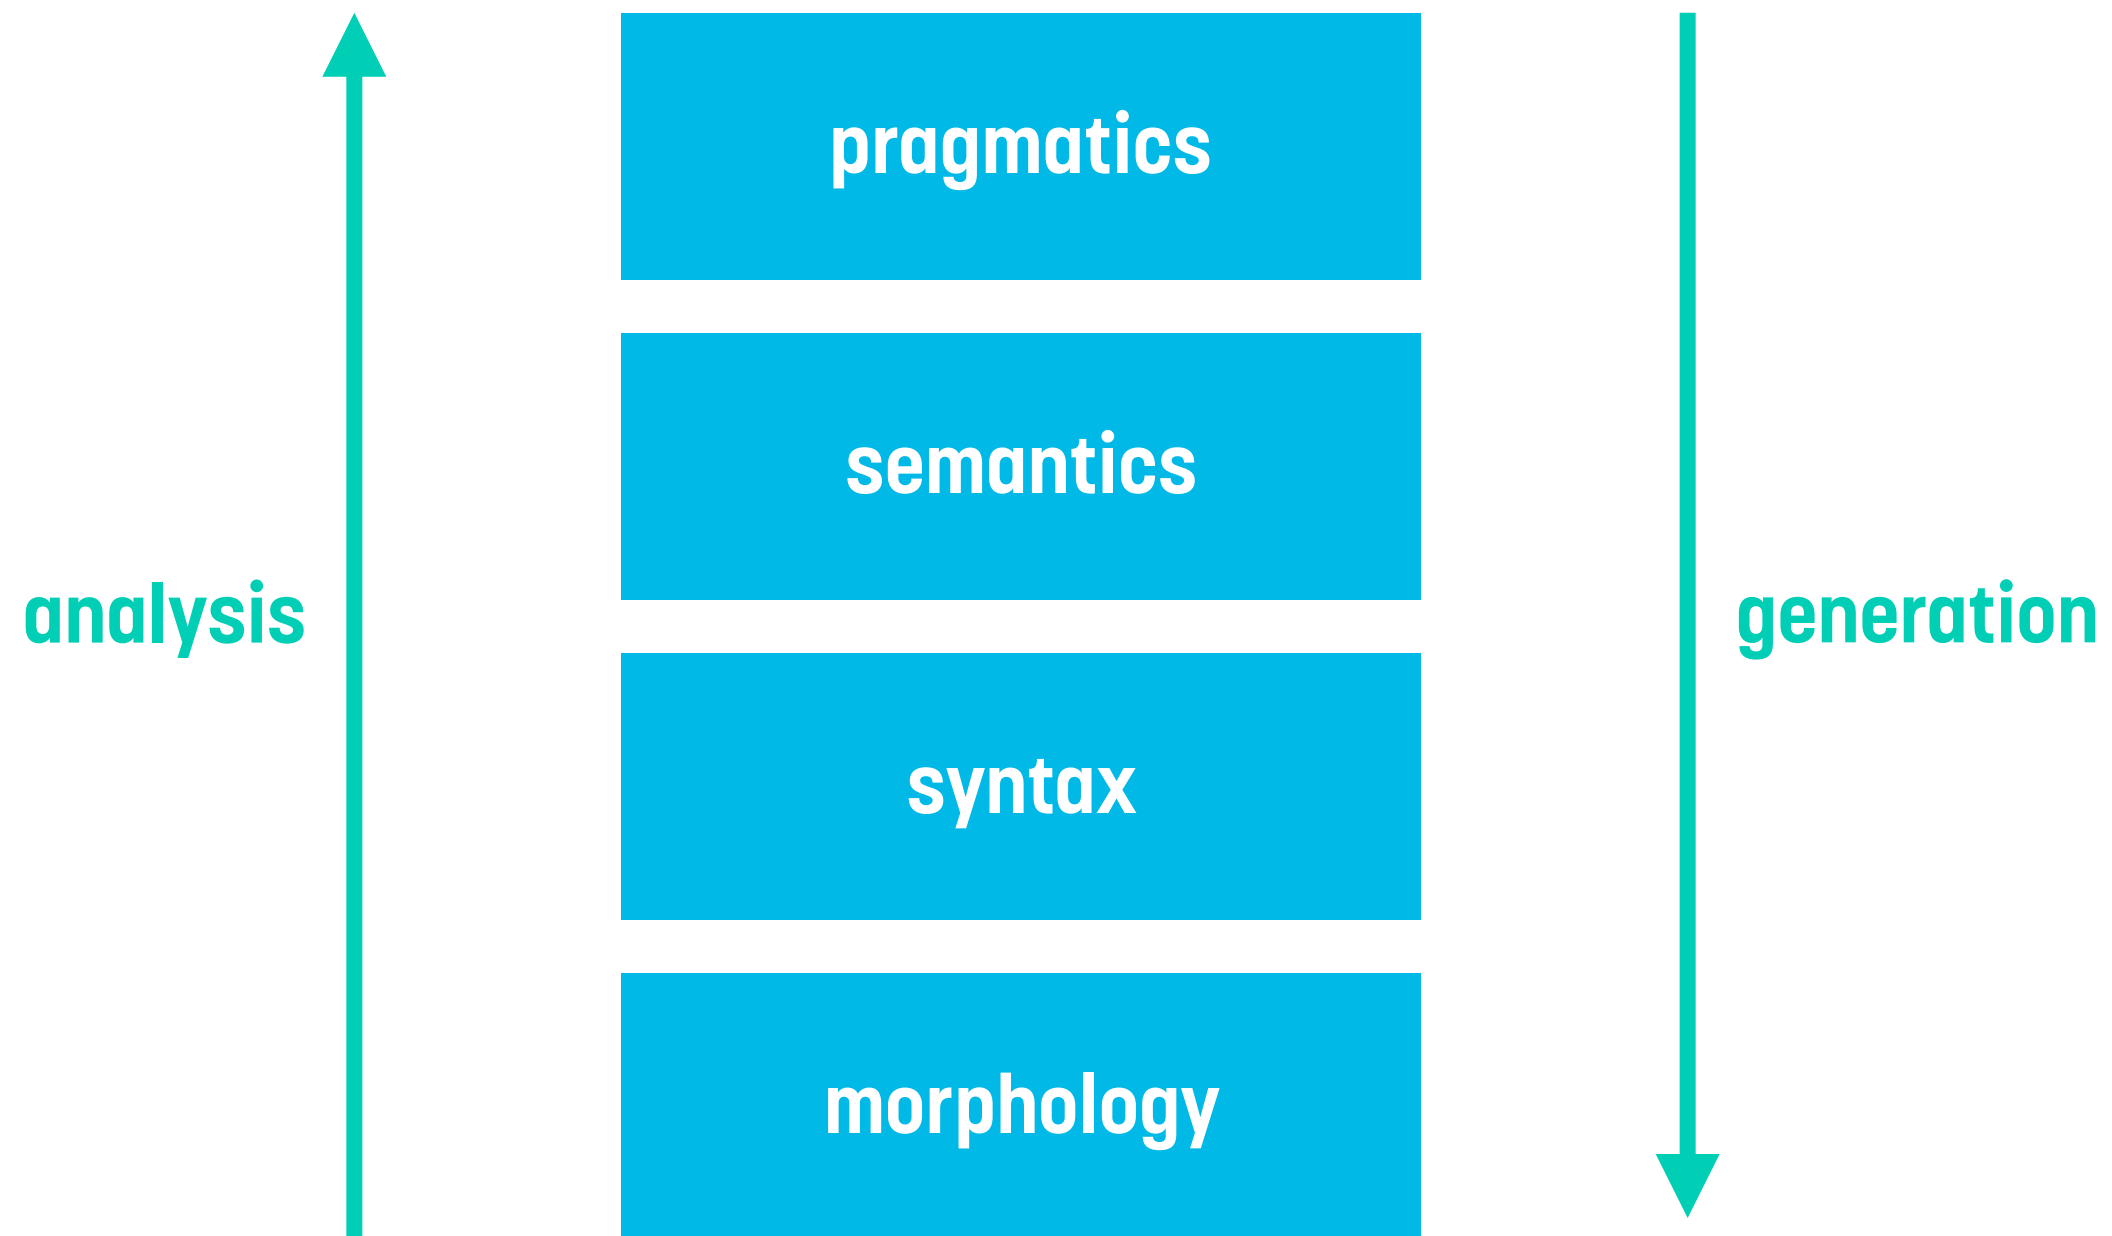 pragmatics
semantics
analysis
generation
syntax
morphology